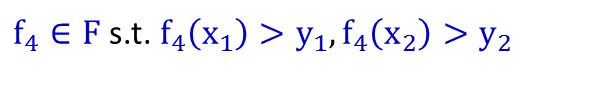 f₄ ∈ F s.t. f₄(x₁) > y₁, f₄(x₂) > y₂